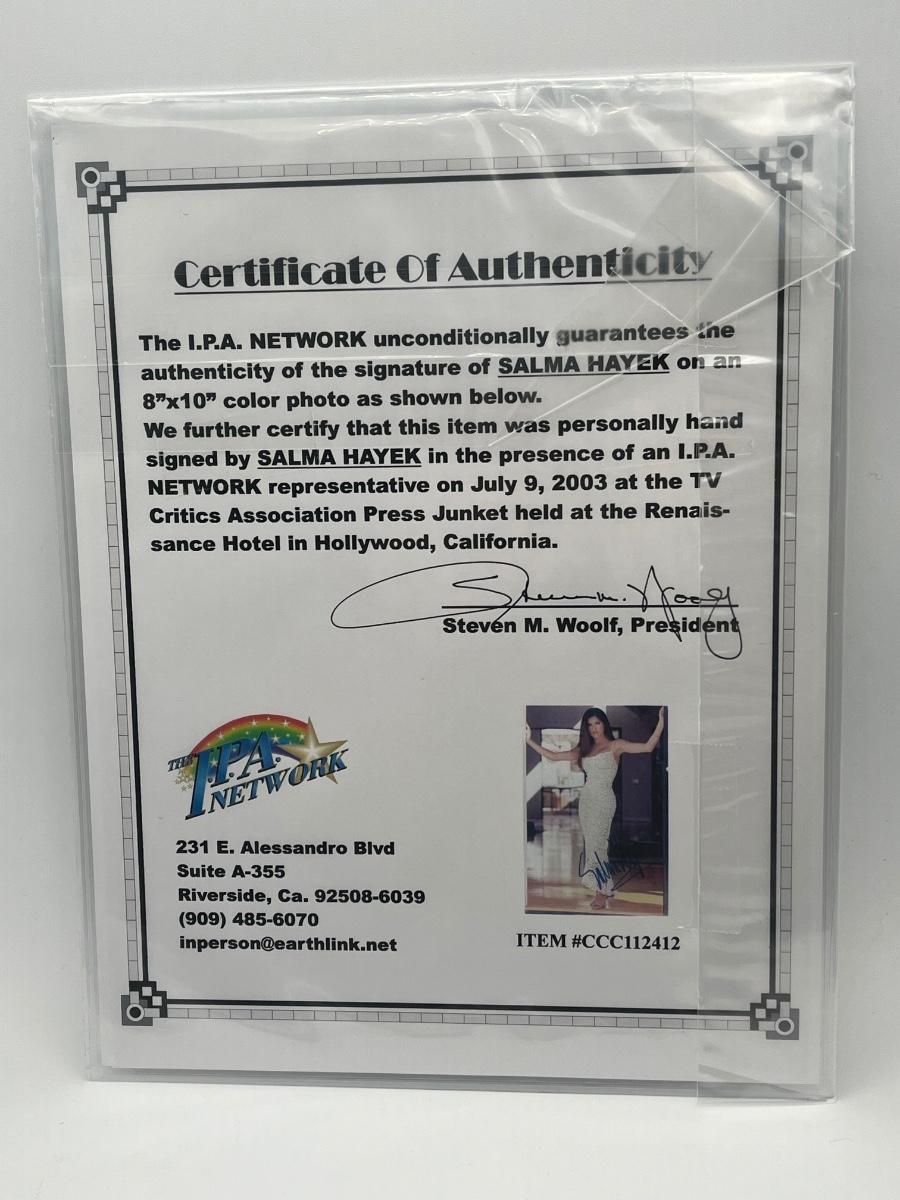 Certificate Of Authenticity
The I.P.A. NETWORK unconditionally guarantees the
authenticity of the signature of SALMA HAYEK on an
8”x10” color photo as shown below.
We further certify that this item was personally hand
signed by SALMA HAYEK in the presence of an I.P.A.
NETWORK representative on July 9, 2003 at the TV
Critics Association Press Junket held at the Renais-
sance Hotel in Hollywood, California.
Steven M. Woolf
Steven M. Woolf, President
THE
I.P.A.
NETWORK
231 E. Alessandro Blvd
Suite A-355
Riverside, Ca. 92508-6039
(909) 485-6070
inperson@earthlink.net
ITEM #CCC112412